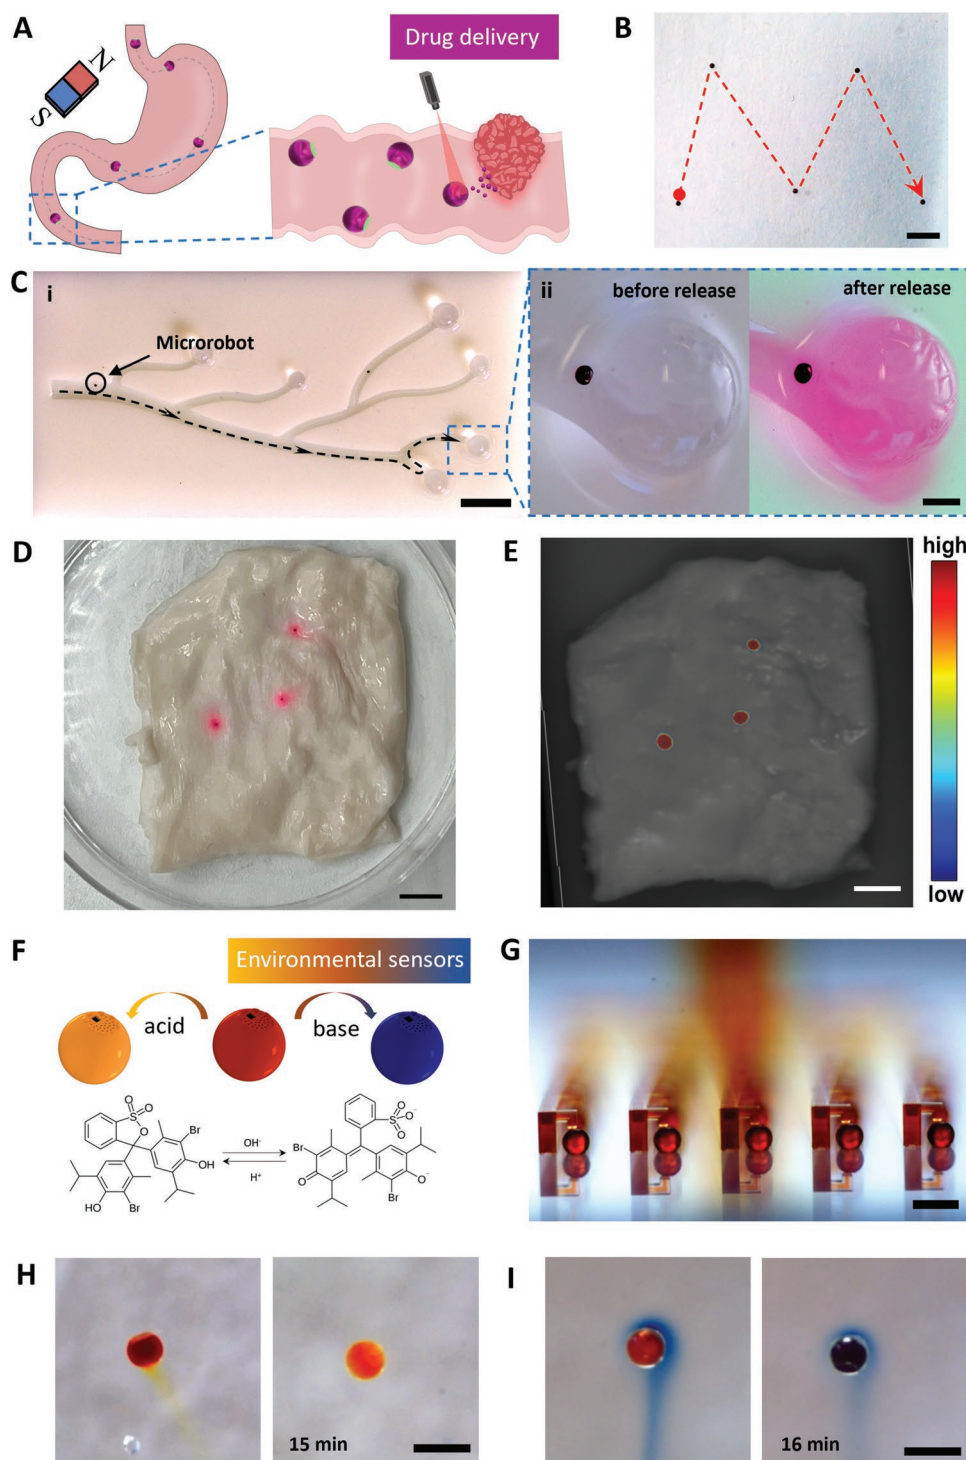 A
N
S
Drug delivery
B
C
i
Microrobot
ii
before release
after release
D
E
high
low
F
Environmental sensors
acid
base
G
O
O
S
O
Br
OH
HO
Br
OH⁻
H⁺
O
S
O⁻
O
Br
O
Br
O⁻
H
15 min
I
16 min